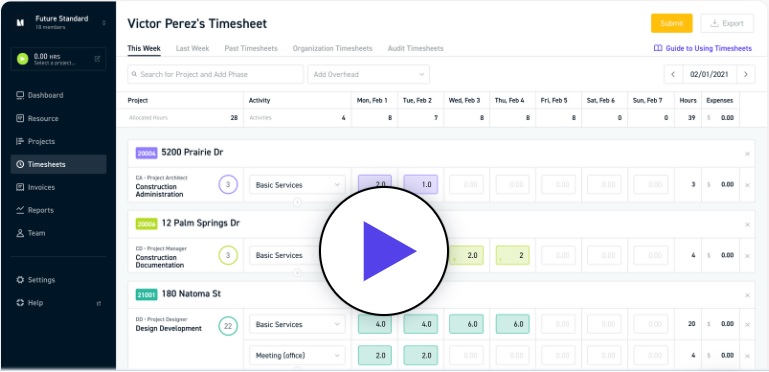 Future Standard
18 members
0.00 HRS
Select a project...
Dashboard
Resource
Projects
Timesheets
Invoices
Reports
Team
Settings
Help
Victor Perez's Timesheet
Submit
Export
This Week Last Week Past Timesheets Organization Timesheets Audit Timesheets
Guide to Using Timesheets
Search for Project and Add Phase
Add Overhead
02/01/2021
Project Activity Mon, Feb 1 Tue, Feb 2 Wed, Feb 3 Thu, Feb 4 Fri, Feb 5 Sat, Feb 6 Sun, Feb 7 Hours Expenses
Allocated Hours 28 Activities 4 8 7 8 8 8 0 0 39 $ 0.00
20004 5200 Prairie Dr
CA - Project Architect
Construction
Administration
3 Basic Services 2.0 1.0 0.00 0.00 0.00 0.00 0.00 3 $ 0.00
12 Palm Springs Dr
CD - Project Manager
Construction
Documentation
3 Basic Services 2.0 2 0.00 0.00 0.00 4 $ 0.00
21001 180 Natoma St
DD - Project Designer
Design Development
22 Basic Services 4.0 4.0 6.0 6.0 0.00 0.00 0.00 20 $ 0.00
Meeting (office) 2.0 2.0 0.00 0.00 0.00 0.00 0.00 4 $ 0.00